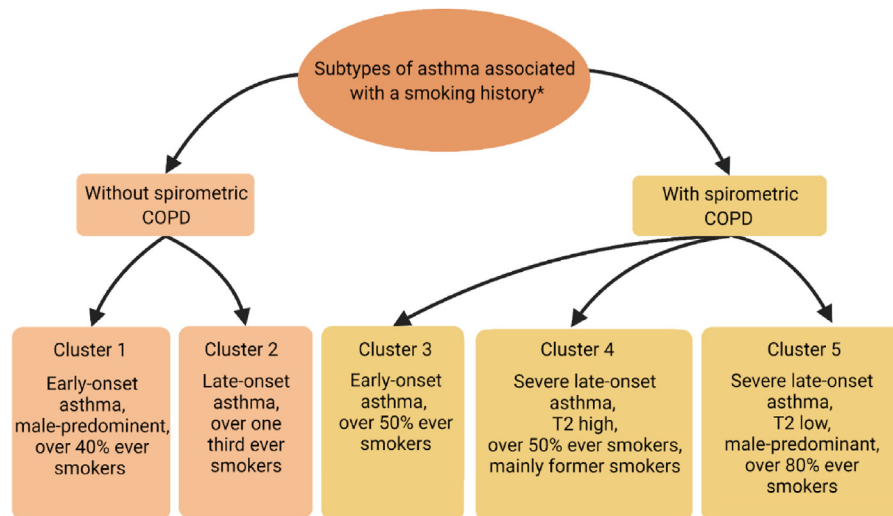 Subtypes of asthma associated
with a smoking history*
Without spirometric
COPD
With spirometric
COPD
Cluster 1
Early-onset
asthma,
male-predominent,
over 40% ever
smokers
Cluster 2
Late-onset
asthma,
over one
third ever
smokers
Cluster 3
Early-onset
asthma,
over 50% ever
smokers
Cluster 4
Severe late-onset
asthma,
T2 high,
over 50% ever smokers,
mainly former smokers
Cluster 5
Severe late-onset
asthma,
T2 low,
male-predominant,
over 80% ever
smokers